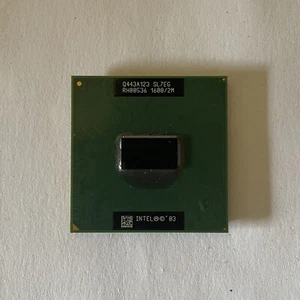 Q443A123 SL7EG
RH80536 1600/2M
INTEL Ⓜ © '03